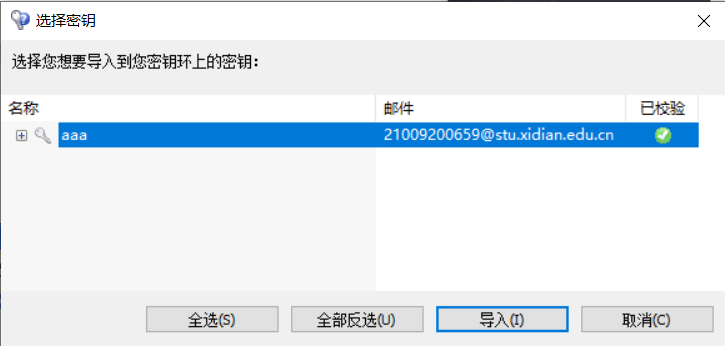 选择密钥
选择您想要导入到您密钥环上的密钥：
名称 邮件 已校验
aaa 21009200659@stu.xidian.edu.cn
全选(S) 全部反选(U) 导入(I) 取消(C)